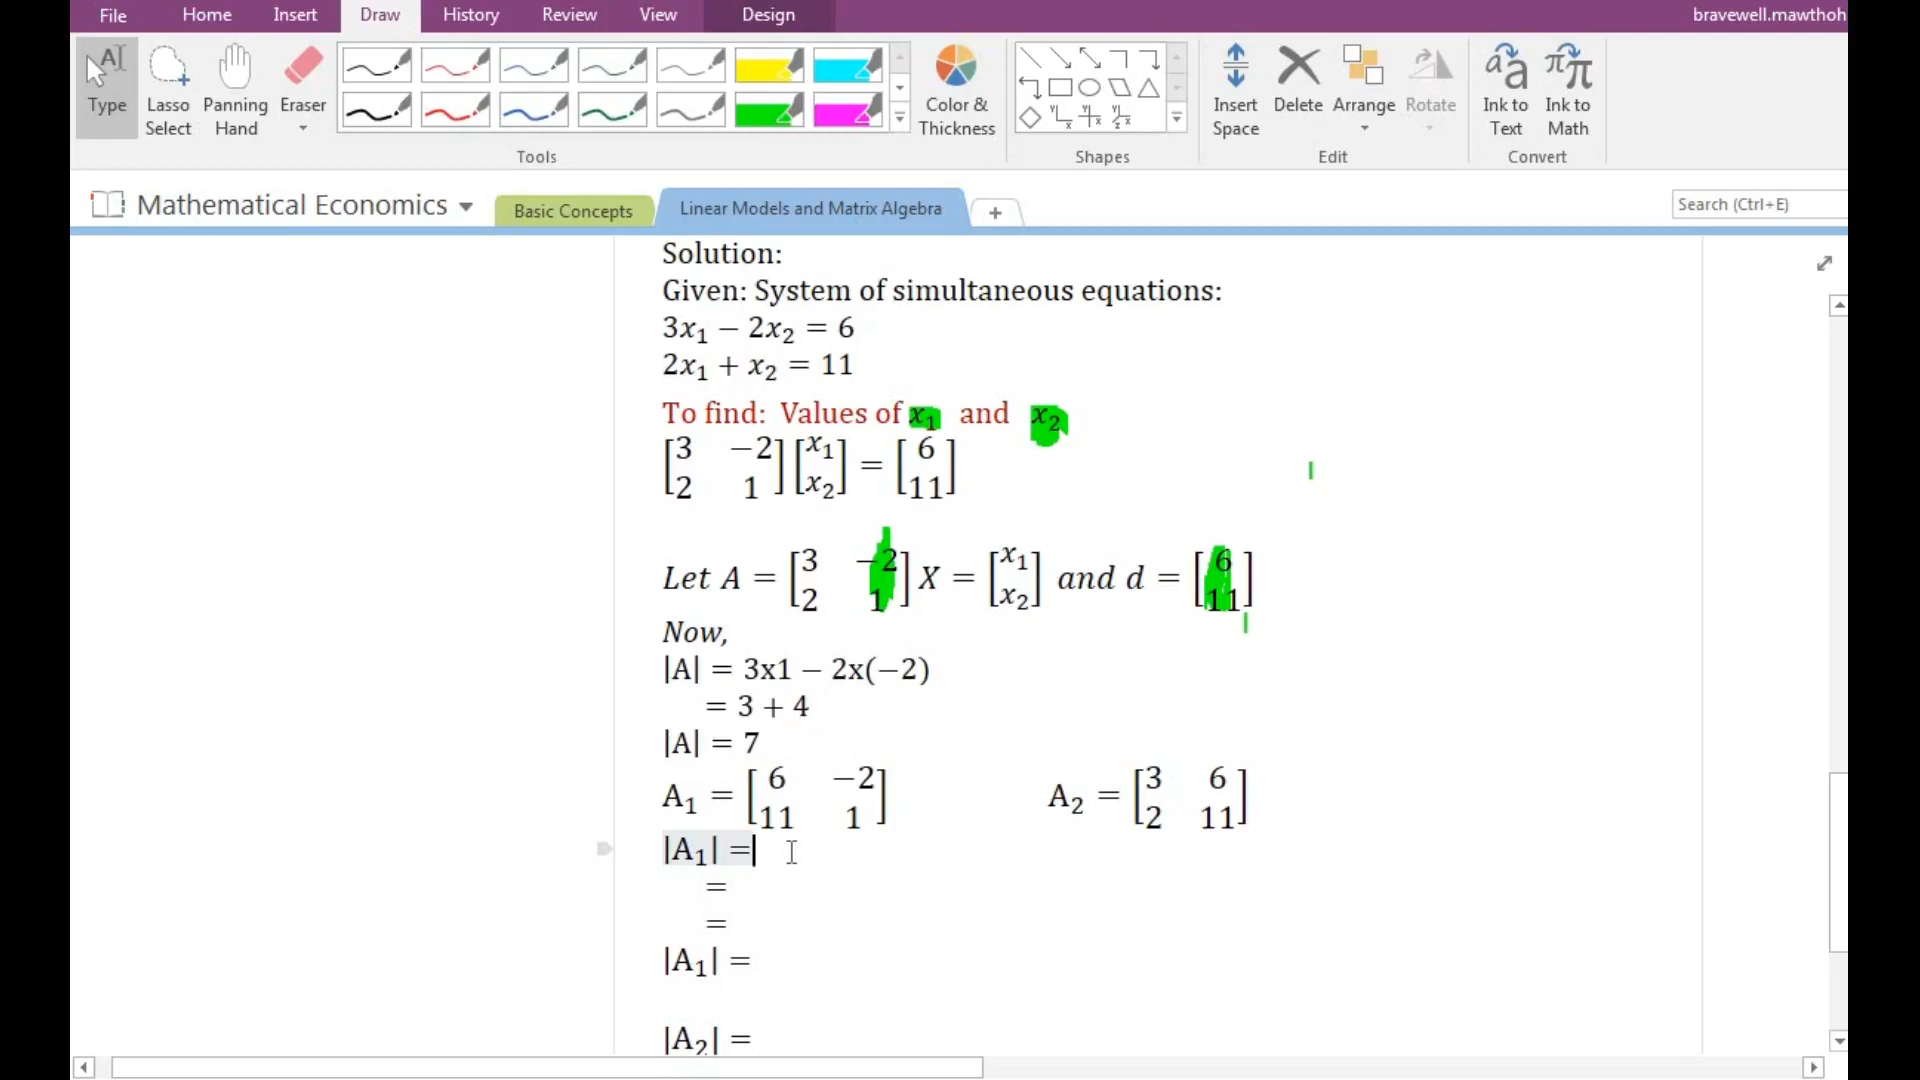 File Home Insert Draw History Review View Design bravewell.mawthoh
Type Lasso Select Panning Hand Eraser Color & Thickness Insert Space Delete Arrange Rotate Ink to Text Ink to Math
Tools Shapes Edit Convert
Mathematical Economics Basic Concepts Linear Models and Matrix Algebra + Search (Ctrl+E)
Solution:
Given: System of simultaneous equations:
3x₁ − 2x₂ = 6
2x₁ + x₂ = 11
To find: Values of x₁ and x₂
[3 −2; 2 1][x₁; x₂] = [6; 11]
Let A = [3 −2; 2 1] X = [x₁; x₂] and d = [6; 11]
Now,
|A| = 3x1 − 2x(−2)
= 3 + 4
|A| = 7
A₁ = [6 −2; 11 1] A₂ = [3 6; 2 11]
|A₁| =
=
=
|A₁| =
|A₂| =